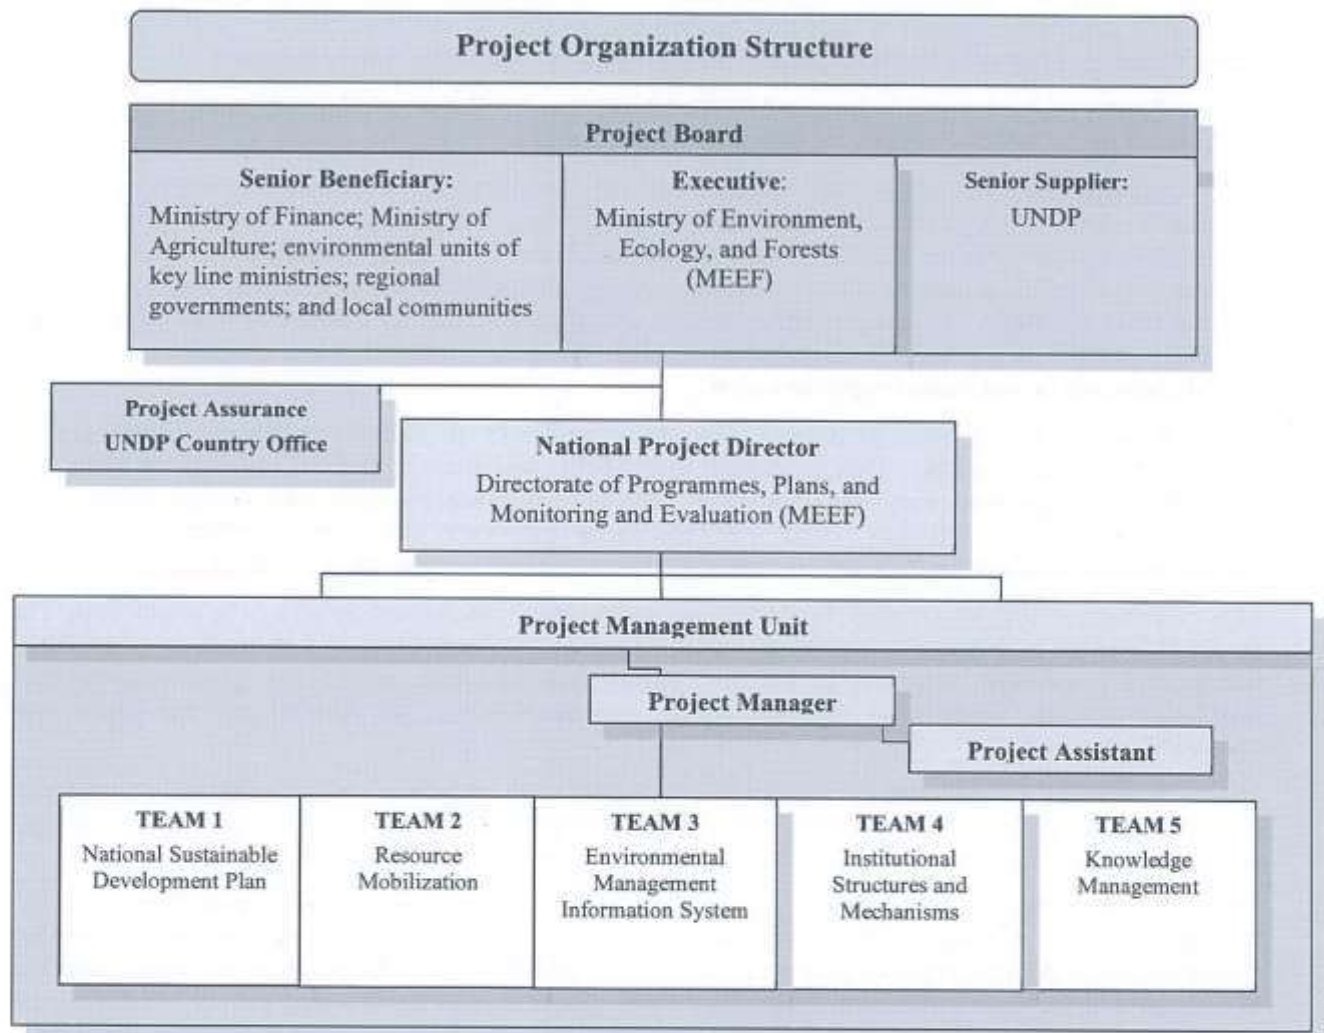 Project Organization Structure
Project Board
Senior Beneficiary:
Ministry of Finance; Ministry of
Agriculture; environmental units of
key line ministries; regional
governments; and local communities
Executive:
Ministry of Environment,
Ecology, and Forests
(MEEF)
Senior Supplier:
UNDP
Project Assurance
UNDP Country Office
National Project Director
Directorate of Programmes, Plans, and
Monitoring and Evaluation (MEEF)
Project Management Unit
Project Manager
Project Assistant
TEAM 1
National Sustainable
Development Plan
TEAM 2
Resource
Mobilization
TEAM 3
Environmental
Management
Information System
TEAM 4
Institutional
Structures and
Mechanisms
TEAM 5
Knowledge
Management